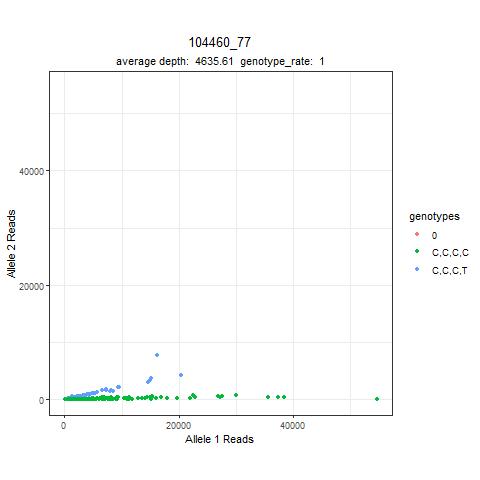 104460_77
average depth:  4635.61  genotype_rate:  1
Allele 2 Reads
40000
20000
0
0
20000
40000
Allele 1 Reads
genotypes
0
C,C,C,C
C,C,C,T